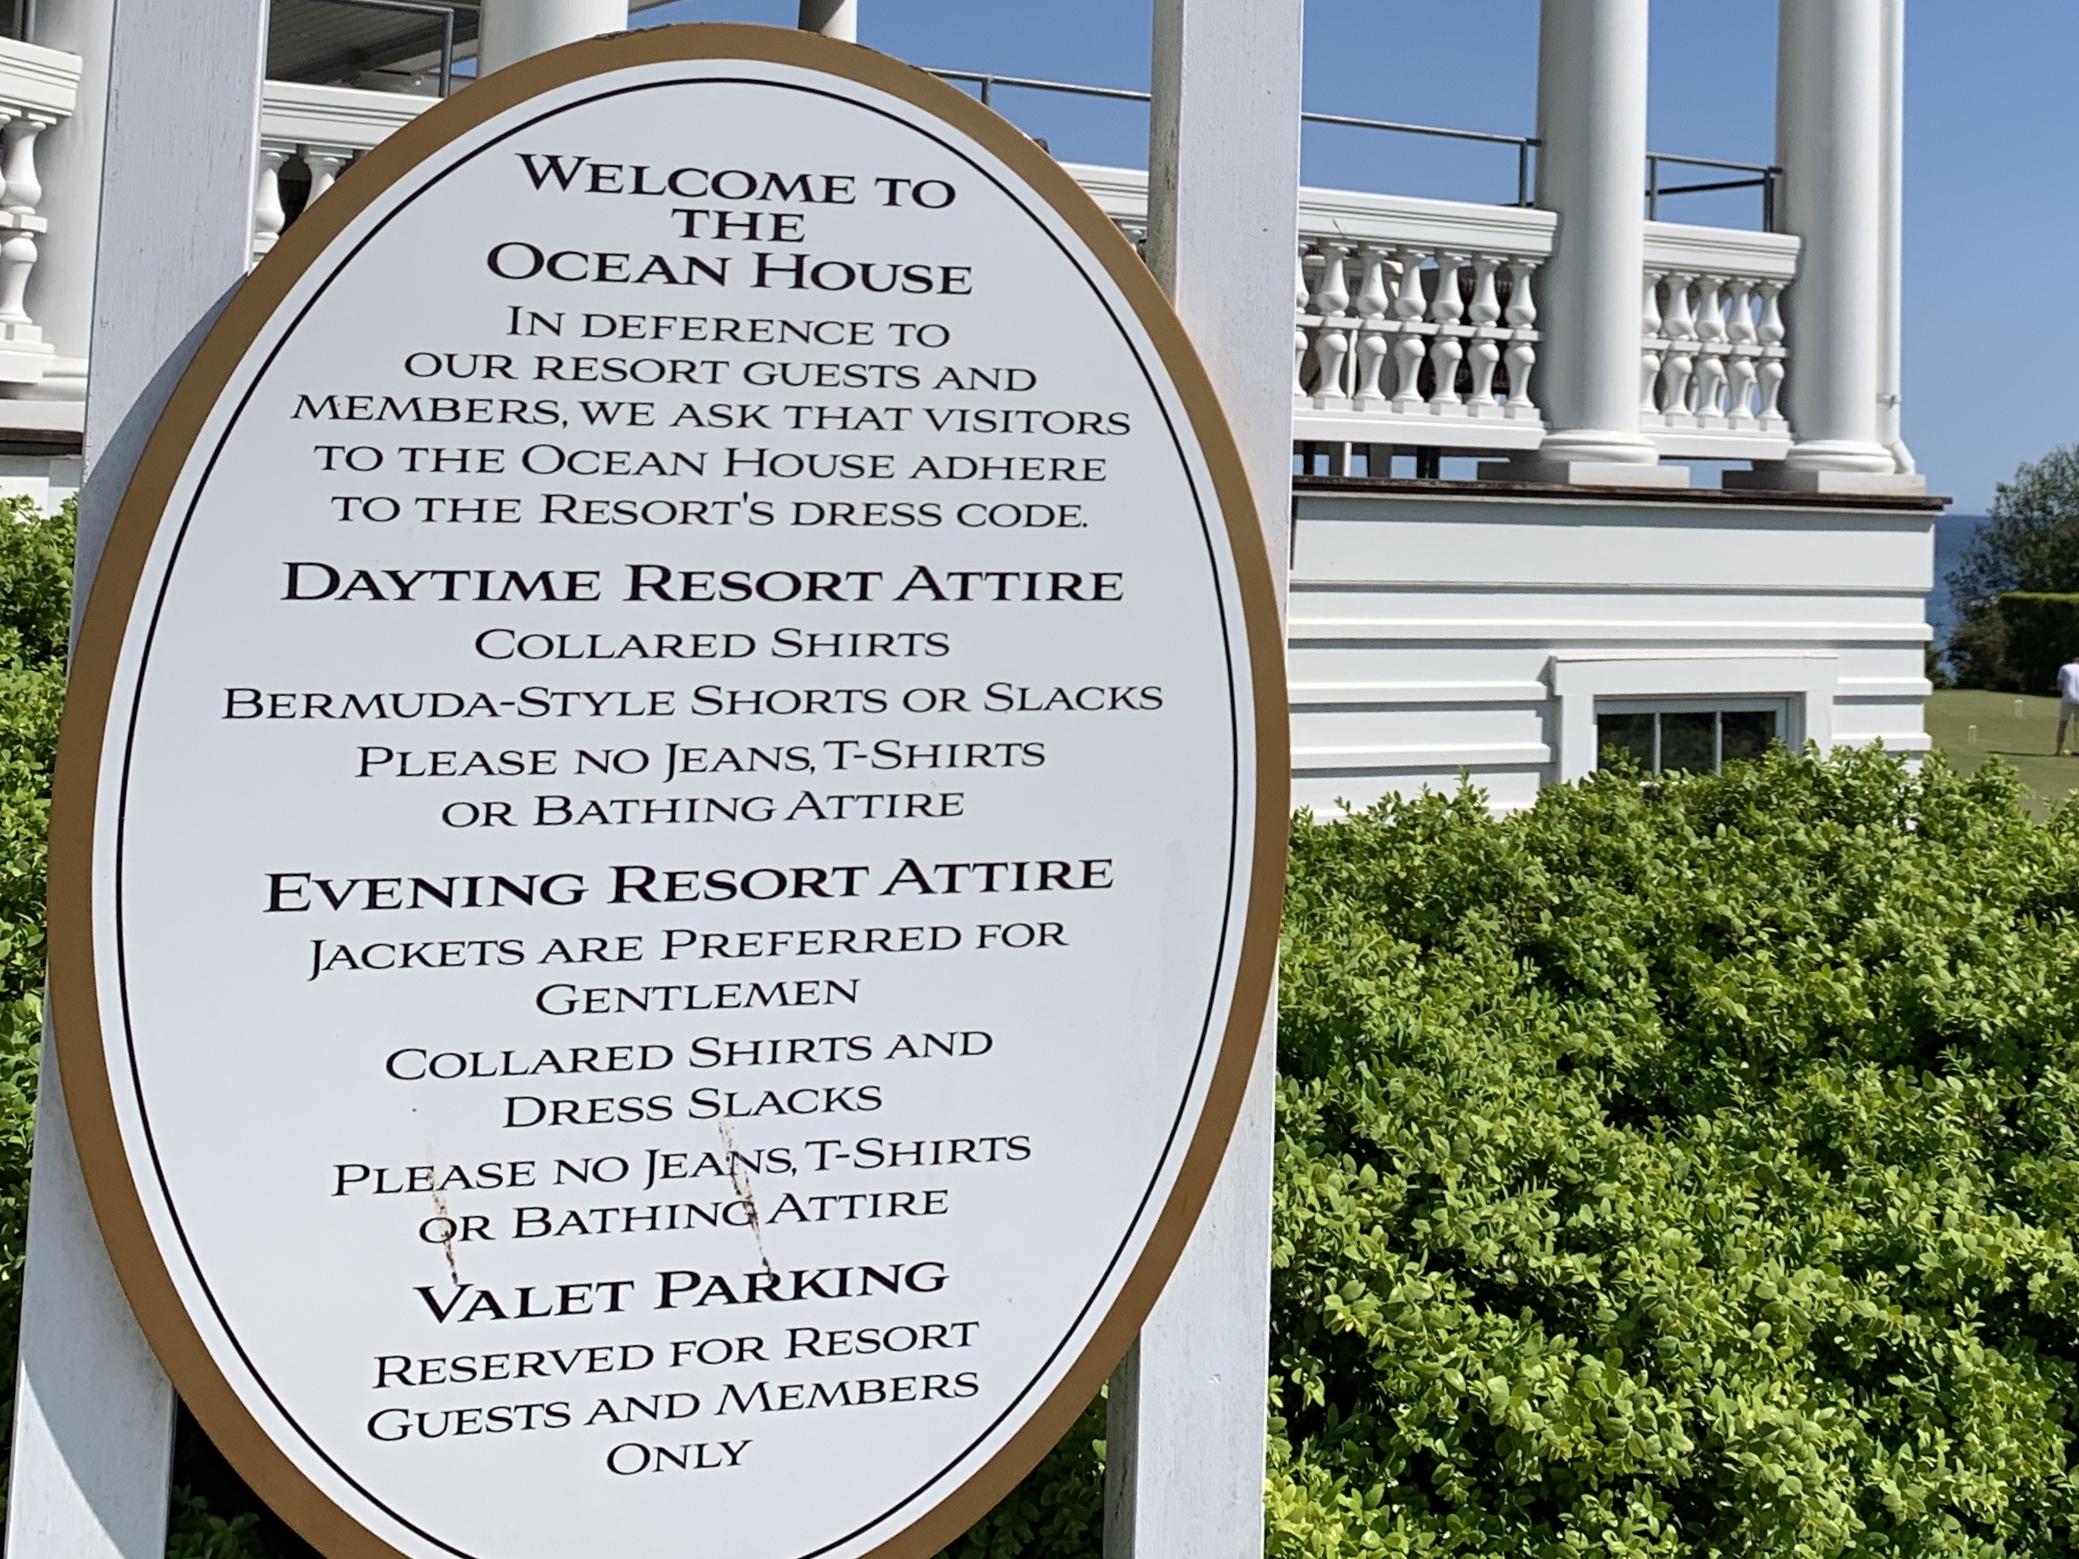 Welcome to
the
Ocean House
In deference to
our resort guests and
members, we ask that visitors
to the Ocean House adhere
to the Resort's dress code.
Daytime Resort Attire
Collared Shirts
Bermuda-Style Shorts or Slacks
Please no Jeans, T-Shirts
or Bathing Attire
Evening Resort Attire
Jackets are Preferred for
Gentlemen
Collared Shirts and
Dress Slacks
Please no Jeans, T-Shirts
or Bathing Attire
Valet Parking
Reserved for Resort
Guests and Members
Only